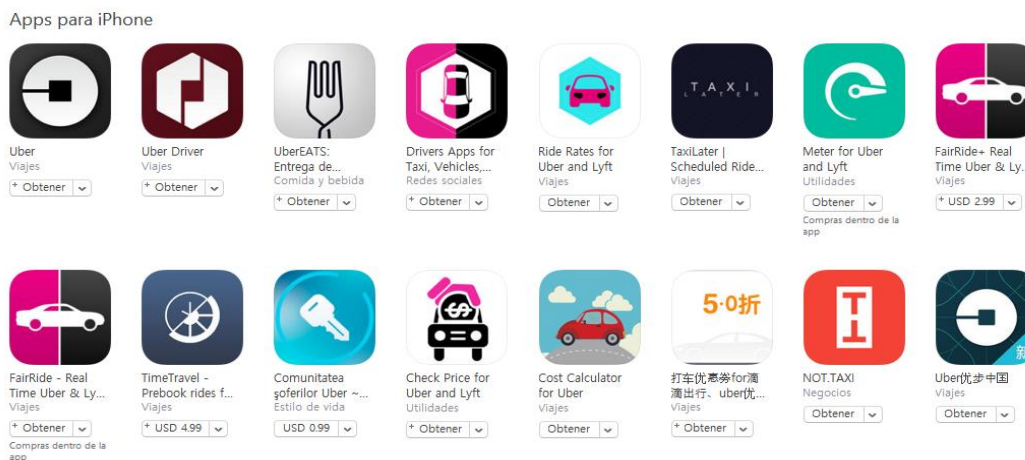 Apps para iPhone
TAXI
LATER
Uber
Viajes
+ Obtener
Uber Driver
Viajes
+ Obtener
UberEATS:
Entrega de...
Comida y bebida
+ Obtener
Drivers Apps for
Taxi, Vehicles,...
Redes sociales
+ Obtener
Ride Rates for
Uber and Lyft
Viajes
Obtener
TaxiLater |
Scheduled Ride...
Viajes
Obtener
Meter for Uber
and Lyft
Utilidades
Obtener
Compras dentro de la
app
FairRide+ Real
Time Uber & Ly...
Viajes
+ USD 2.99
$
5.0折
新
FairRide - Real
Time Uber & Ly...
Viajes
+ Obtener
Compras dentro de la
app
TimeTravel -
Prebook rides f...
Viajes
+ USD 4.99
Comunitatea
șoferilor Uber ~...
Estilo de vida
USD 0.99
Check Price for
Uber and Lyft
Utilidades
+ Obtener
Cost Calculator
for Uber
Viajes
Obtener
打车优惠券for滴
滴出行、uber优...
Viajes
+ Obtener
NOT.TAXI
Negocios
Obtener
Uber优步中国
Viajes
Obtener